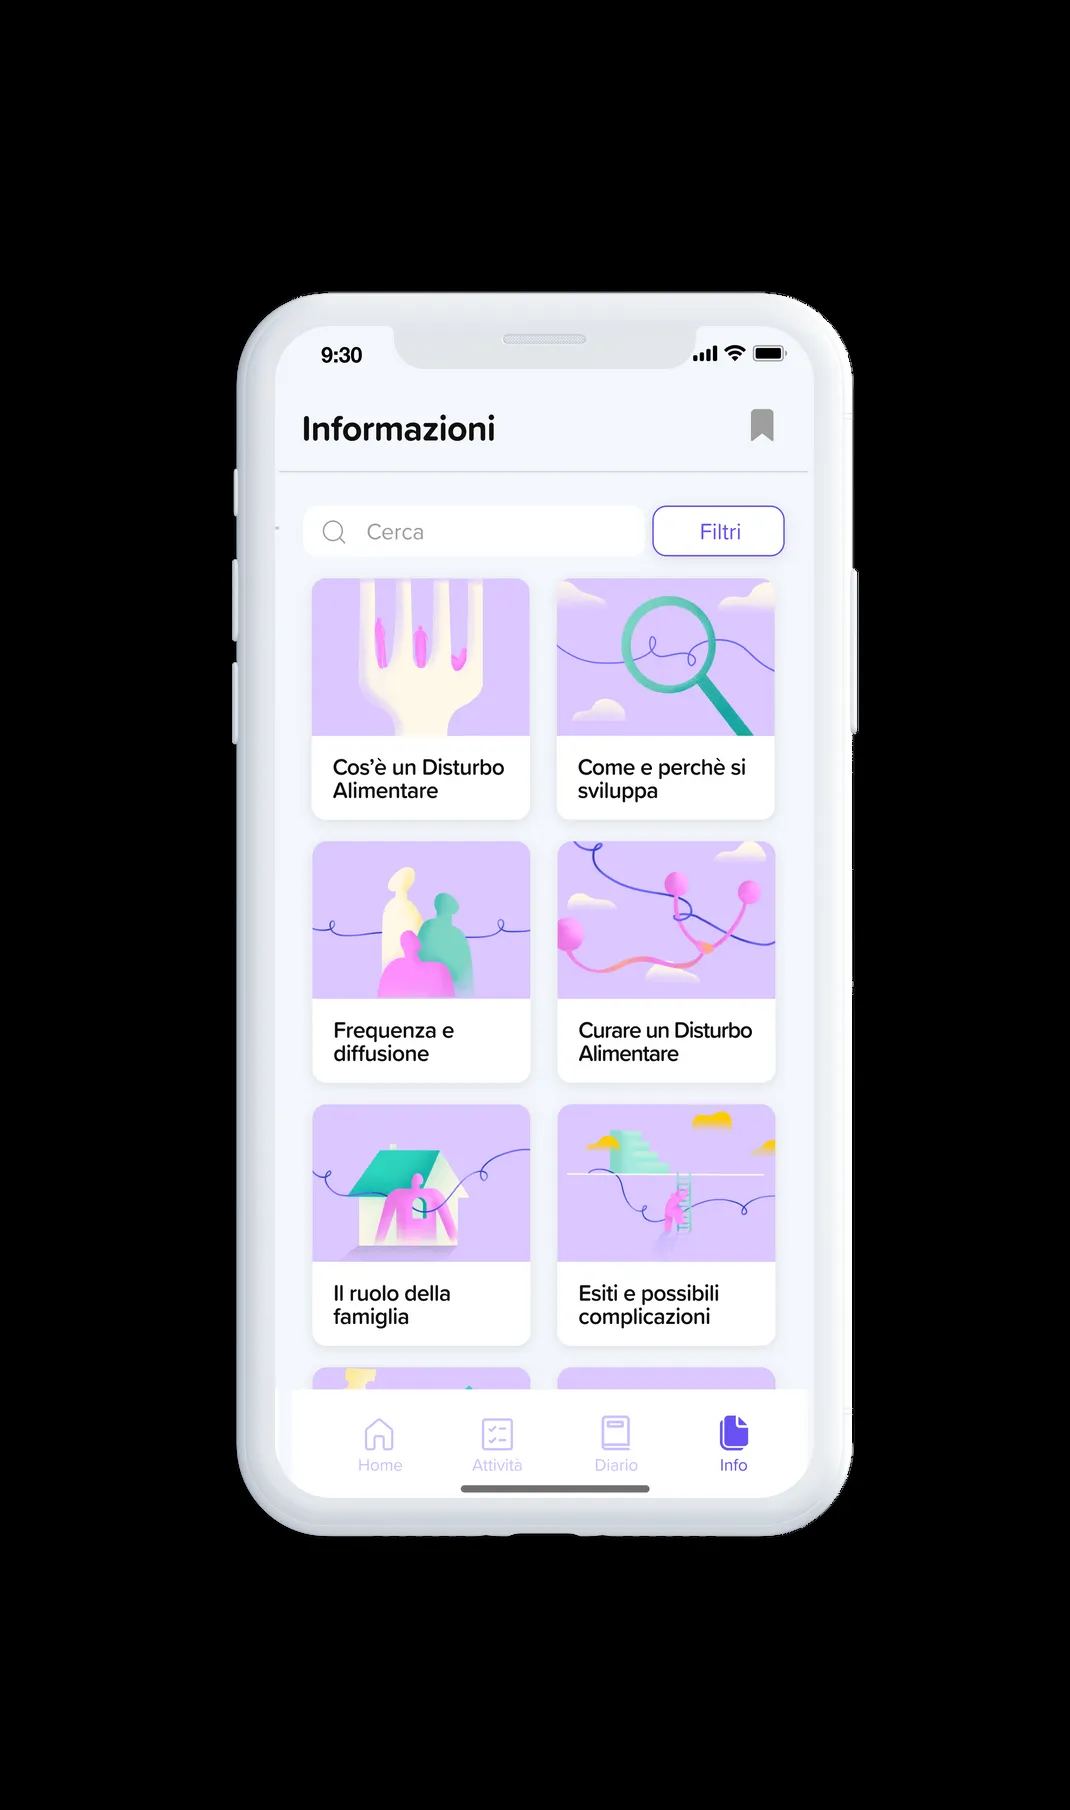 9:30
Informazioni
Cerca
Filtri
Cos'è un Disturbo
Alimentare
Come e perchè si
sviluppa
Frequenza e
diffusione
Curare un Disturbo
Alimentare
Il ruolo della
famiglia
Esiti e possibili
complicazioni
Home
Attività
Diario
Info